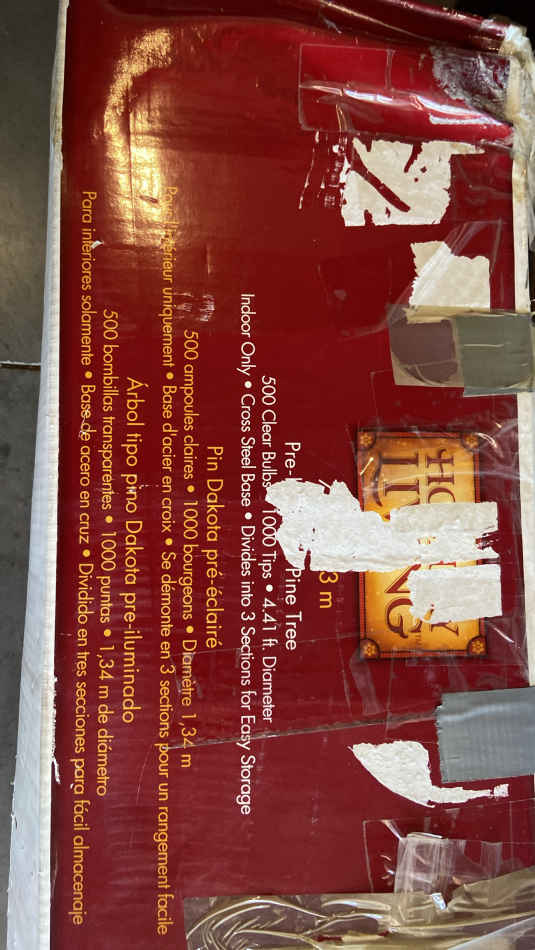 HO
LI
NG™
3 m
Pre- Pine Tree
500 Clear Bulbs 1000 Tips • 4.41 ft. Diameter
Indoor Only • Cross Steel Base • Divides into 3 Sections for Easy Storage
Pin Dakota pré-éclairé
500 ampoules claires • 1000 bourgeons • Diamètre 1,34 m
uniquement • Base d'acier en croix • Se démonte en 3 sections pour un rangement facile
Árbol tipo pino Dakota pre-iluminado
500 bombillas transparentes • 1000 puntas • 1,34 m de diámetro
Para interiores solamente • Base de acero en cruz • Dividido en tres secciones para fácil almacenaje